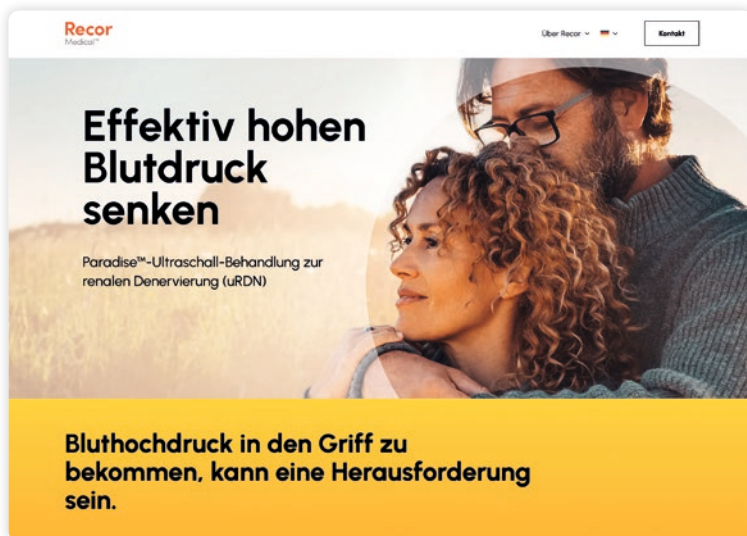 Recor
Medical™
Über Recor
Kontakt
Effektiv hohen
Blutdruck
senken
Paradise™-Ultraschall-Behandlung zur
renalen Denervierung (uRDN)
Bluthochdruck in den Griff zu
bekommen, kann eine Herausforderung
sein.